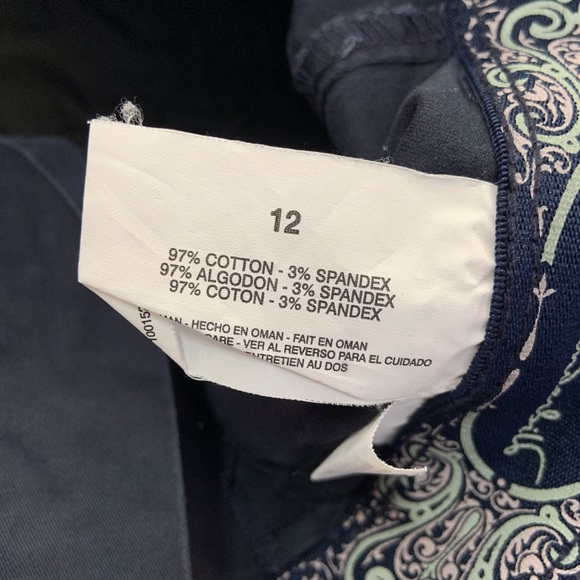 12
97% COTTON - 3% SPANDEX
97% ALGODON - 3% SPANDEX
97% COTON - 3% SPANDEX
- HECHO EN OMAN - FAIT EN OMAN
- VER AL REVERSO PARA EL CUIDADO
ENTRETIEN AU DOS